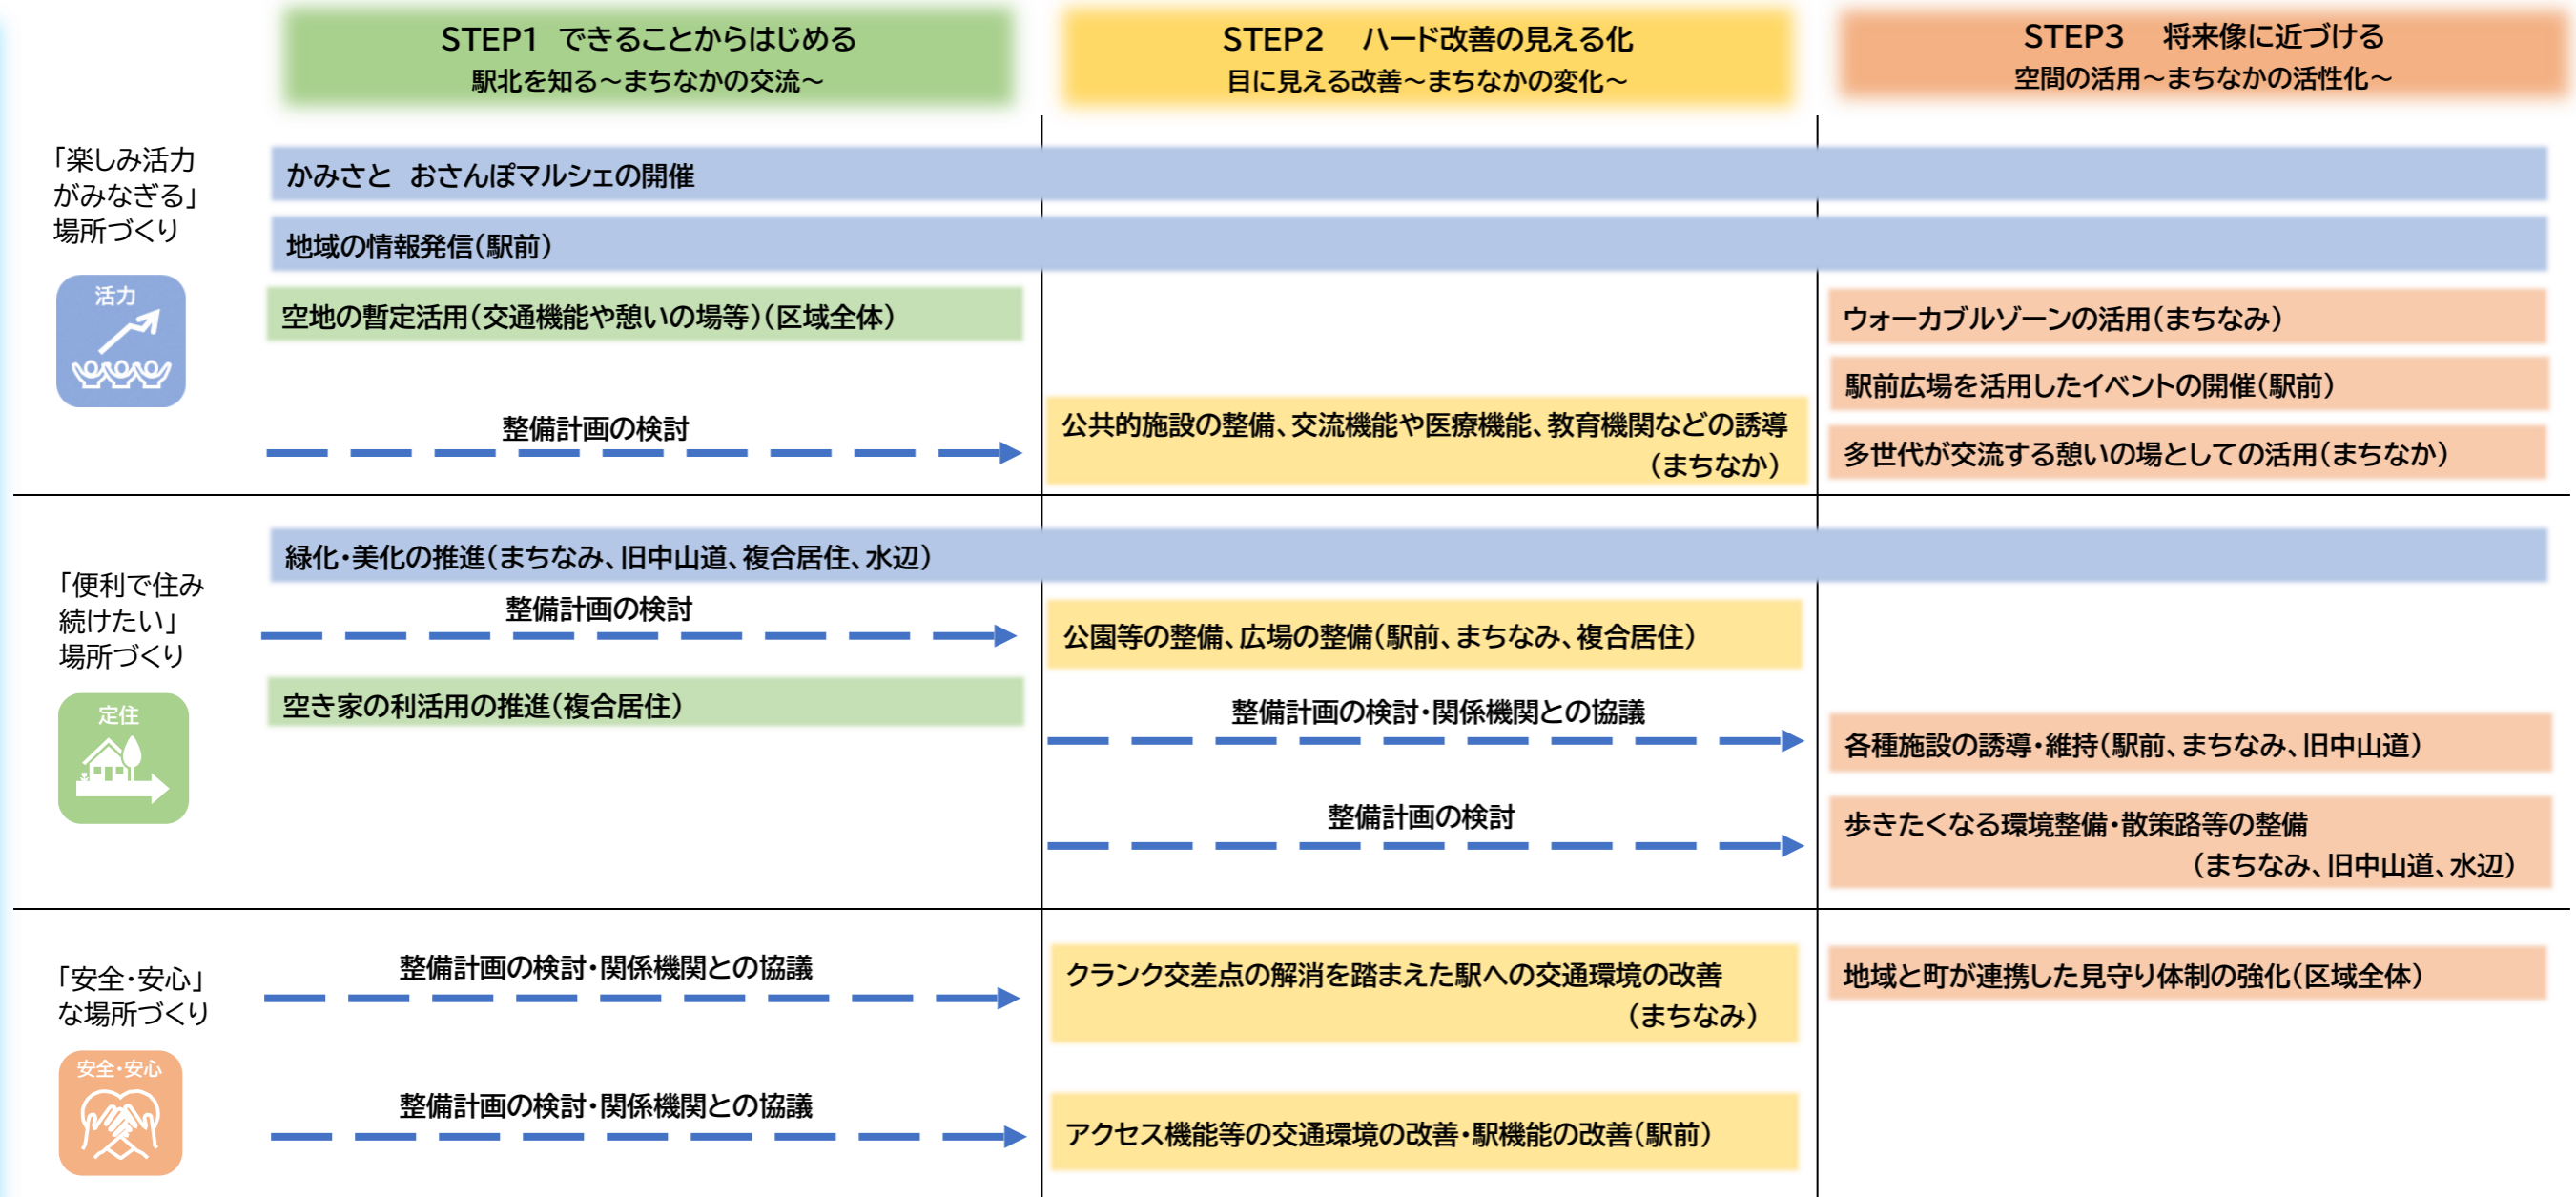 STEP1 できることからはじめる
駅北を知る～まちなかの交流～
STEP2 ハード改善の見える化
目に見える改善～まちなかの変化～
STEP3 将来像に近づける
空間の活用～まちなかの活性化～
「楽しみ活力
がみなぎる」
場所づくり
活力
かみさと おさんぽマルシェの開催
地域の情報発信(駅前)
空地の暫定活用(交通機能や憩いの場等)(区域全体)
整備計画の検討
公共的施設の整備、交流機能や医療機能、教育機関などの誘導
(まちなか)
ウォーカブルゾーンの活用(まちなみ)
駅前広場を活用したイベントの開催(駅前)
多世代が交流する憩いの場としての活用(まちなか)
「便利で住み
続けたい」
場所づくり
定住
緑化・美化の推進(まちなみ、旧中山道、複合居住、水辺)
整備計画の検討
公園等の整備、広場の整備(駅前、まちなみ、複合居住)
空き家の利活用の推進(複合居住)
整備計画の検討・関係機関との協議
各種施設の誘導・維持(駅前、まちなみ、旧中山道)
整備計画の検討
歩きたくなる環境整備・散策路等の整備
(まちなみ、旧中山道、水辺)
「安全・安心」
な場所づくり
安全・安心
整備計画の検討・関係機関との協議
クランク交差点の解消を踏まえた駅への交通環境の改善
(まちなみ)
地域と町が連携した見守り体制の強化(区域全体)
整備計画の検討・関係機関との協議
アクセス機能等の交通環境の改善・駅機能の改善(駅前)